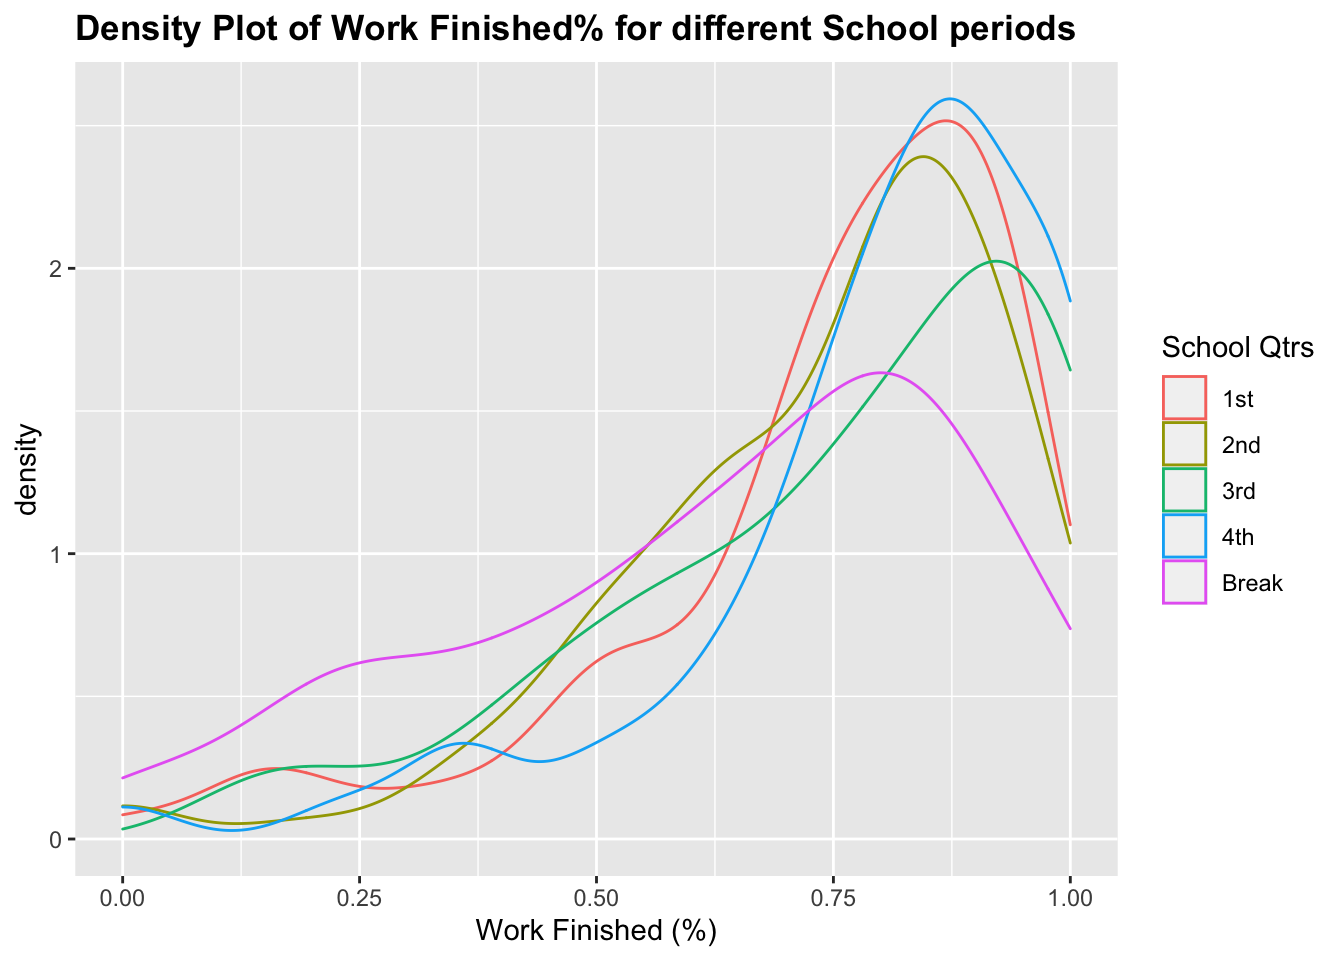 Density Plot of Work Finished% for different School periods
density
2
1
0
0.00 0.25 0.50 0.75 1.00
Work Finished (%)
School Qtrs
1st
2nd
3rd
4th
Break